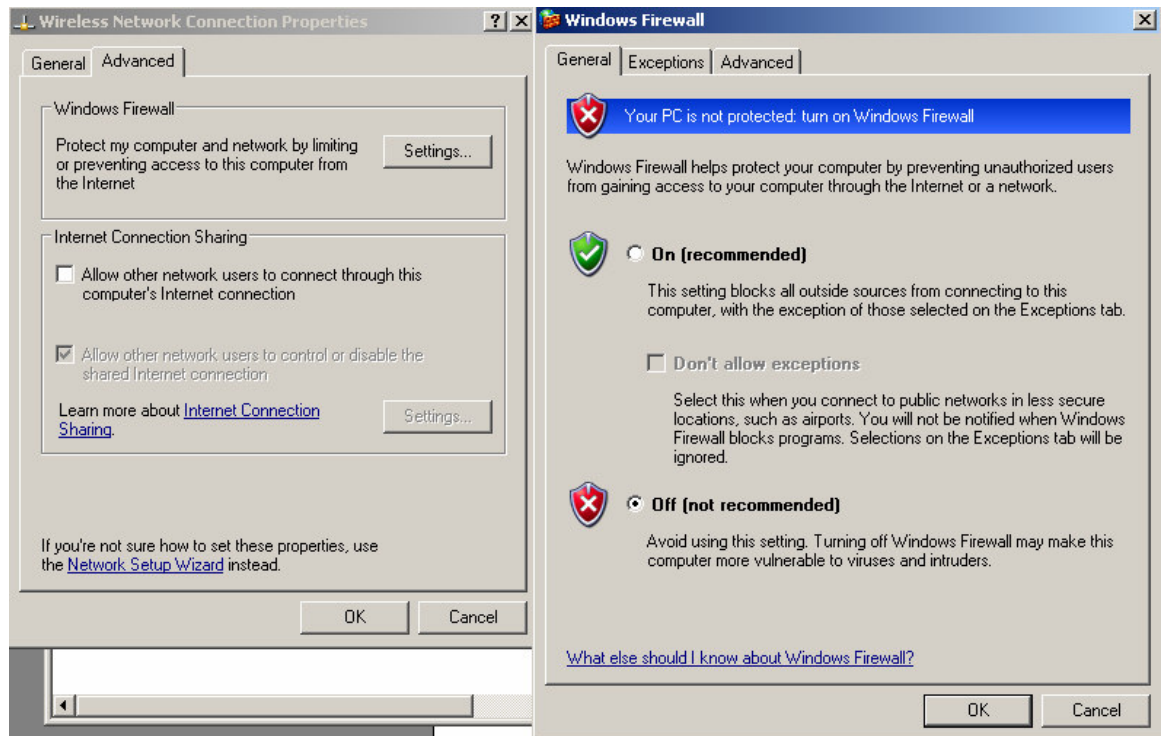 Wireless Network Connection Properties
General Advanced
Windows Firewall
Protect my computer and network by limiting
or preventing access to this computer from
the Internet
Settings...
Internet Connection Sharing
Allow other network users to connect through this
computer's Internet connection
Allow other network users to control or disable the
shared Internet connection
Learn more about Internet Connection
Sharing.
Settings...
If you're not sure how to set these properties, use
the Network Setup Wizard instead.
OK Cancel
Windows Firewall
General Exceptions Advanced
Your PC is not protected: turn on Windows Firewall
Windows Firewall helps protect your computer by preventing unauthorized users
from gaining access to your computer through the Internet or a network.
On (recommended)
This setting blocks all outside sources from connecting to this
computer, with the exception of those selected on the Exceptions tab.
Don't allow exceptions
Select this when you connect to public networks in less secure
locations, such as airports. You will not be notified when Windows
Firewall blocks programs. Selections on the Exceptions tab will be
ignored.
Off (not recommended)
Avoid using this setting. Turning off Windows Firewall may make this
computer more vulnerable to viruses and intruders.
What else should I know about Windows Firewall?
OK Cancel